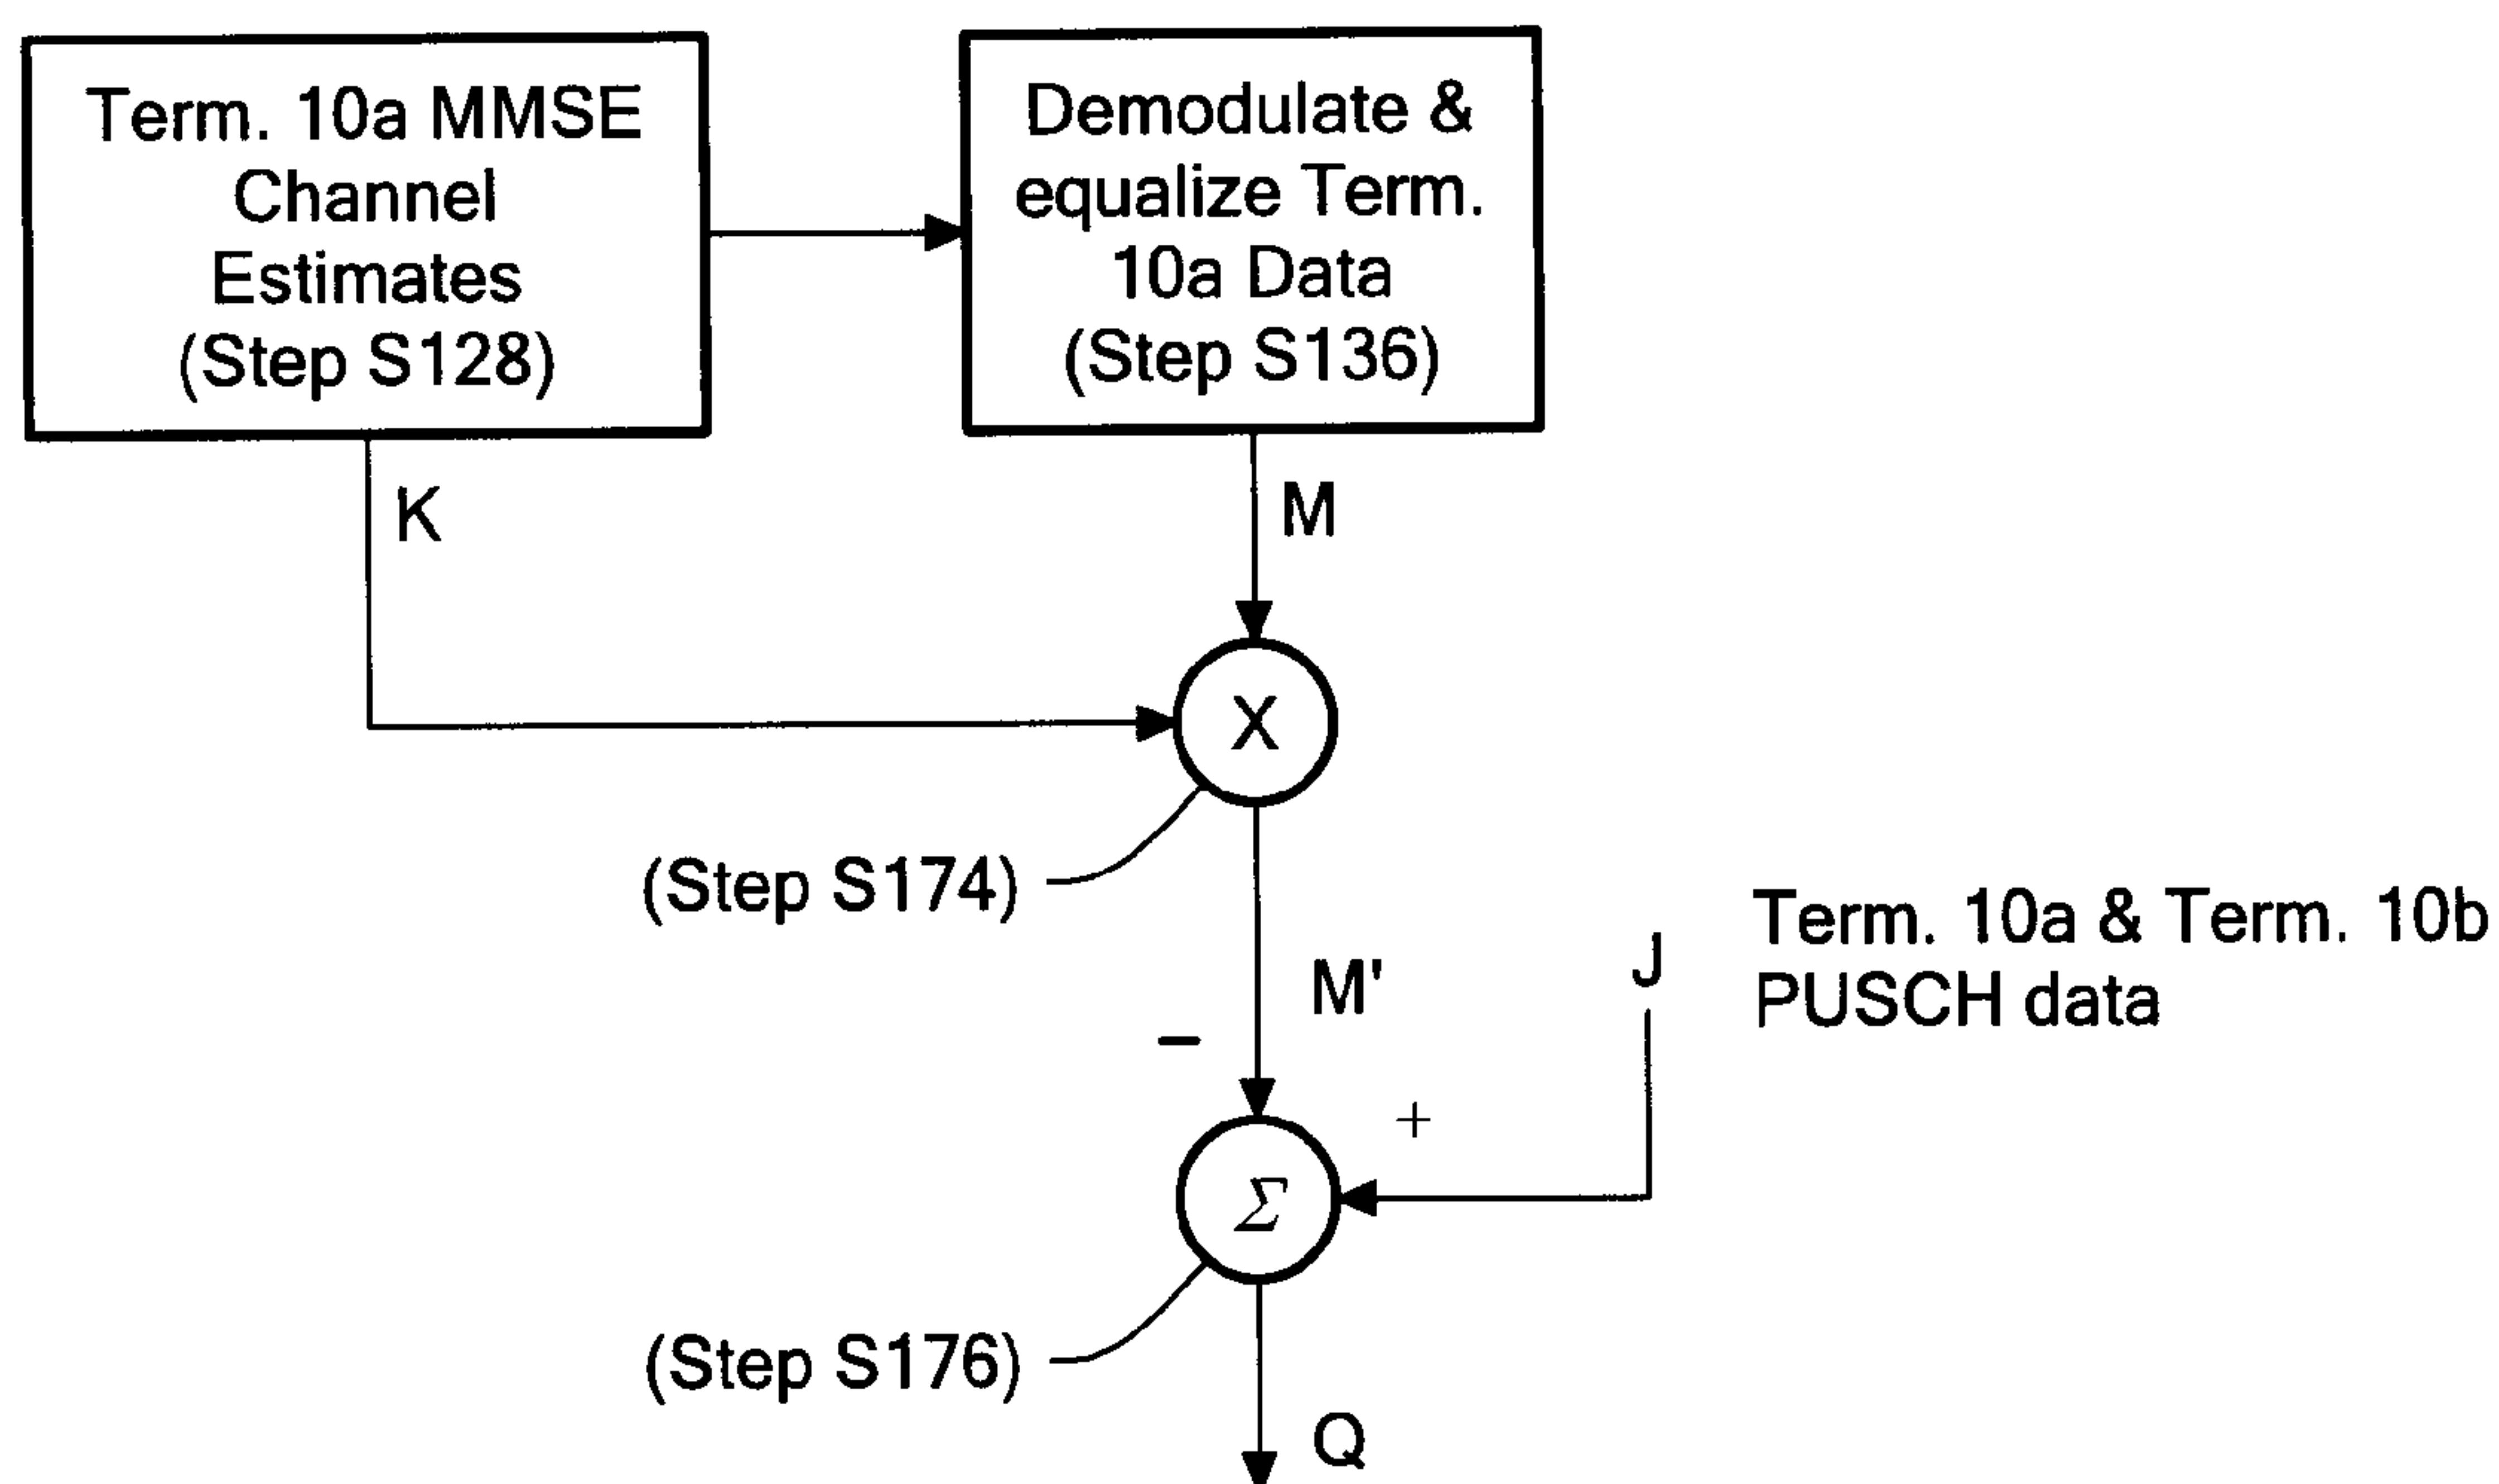 Term. 10a MMSE
Channel
Estimates
(Step S128)
Demodulate &
equalize Term.
10a Data
(Step S136)
K
M
X
(Step S174)
M'
J
Term. 10a & Term. 10b
PUSCH data
−
+
Σ
(Step S176)
Q